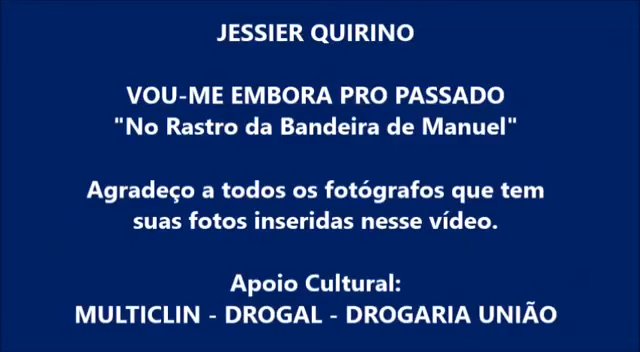 JESSIER QUIRINO
VOU-ME EMBORA PRO PASSADO
"No Rastro da Bandeira de Manuel"
Agradeço a todos os fotógrafos que tem
suas fotos inseridas nesse vídeo.
Apoio Cultural:
MULTICLIN - DROGAL - DROGARIA UNIÃO